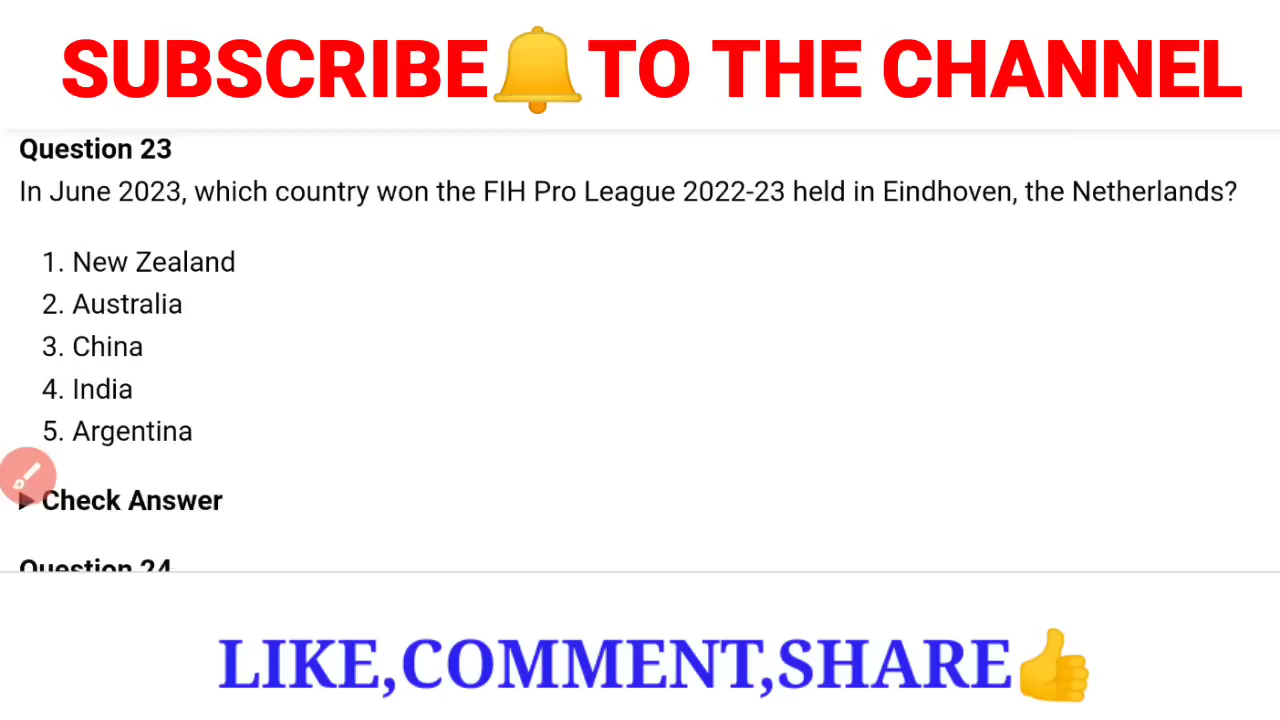 SUBSCRIBE🔔TO THE CHANNEL
Question 23
In June 2023, which country won the FIH Pro League 2022-23 held in Eindhoven, the Netherlands?
1. New Zealand
2. Australia
3. China
4. India
5. Argentina
Check Answer
Question 24
LIKE,COMMENT,SHARE👍